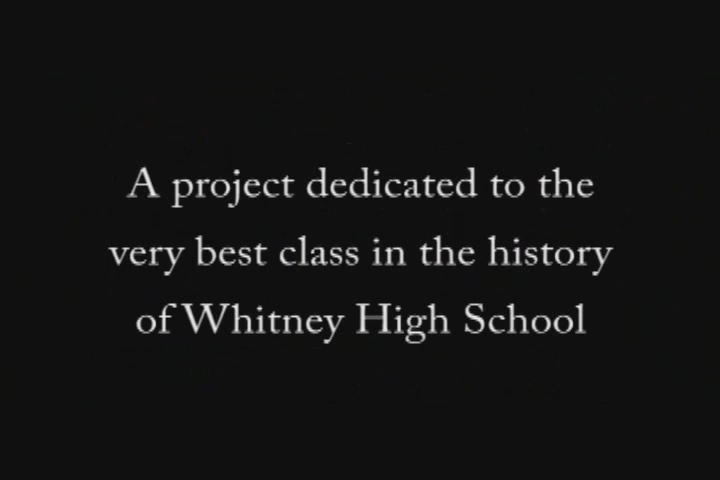 A project dedicated to the
very best class in the history
of Whitney High School